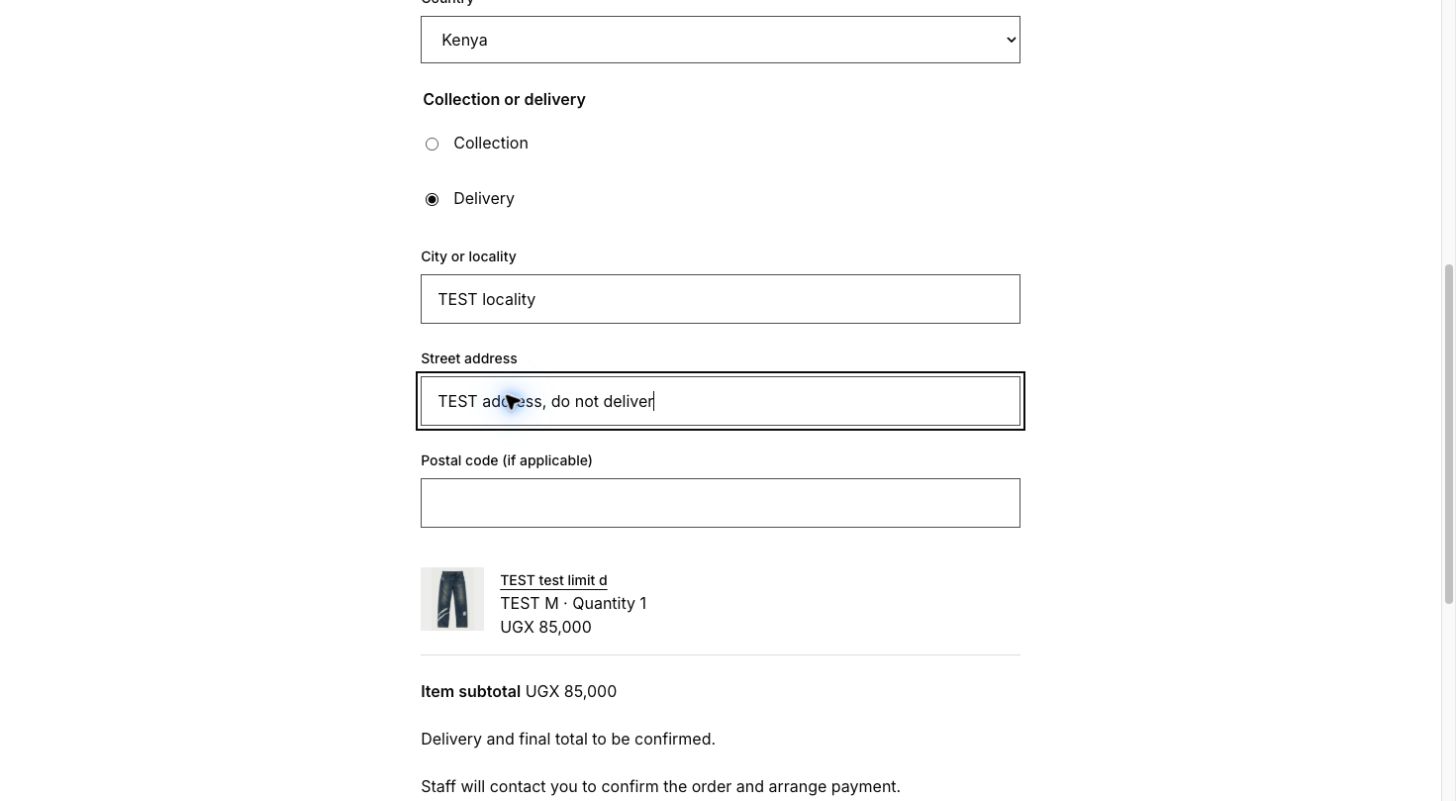 Country
Kenya
Collection or delivery
Collection
Delivery
City or locality
TEST locality
Street address
TEST address, do not deliver
Postal code (if applicable)
TEST test limit d
TEST M · Quantity 1
UGX 85,000
Item subtotal UGX 85,000
Delivery and final total to be confirmed.
Staff will contact you to confirm the order and arrange payment.